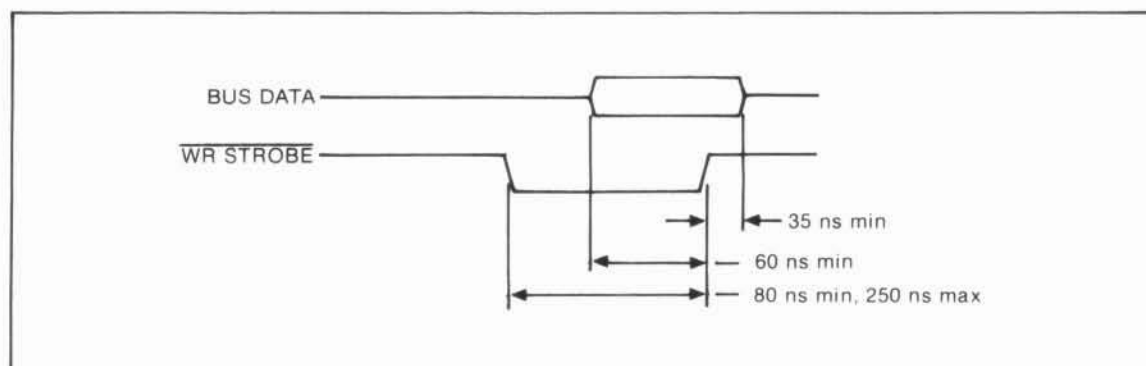 BUS DATA
WR STROBE
35 ns min
60 ns min
80 ns min, 250 ns max